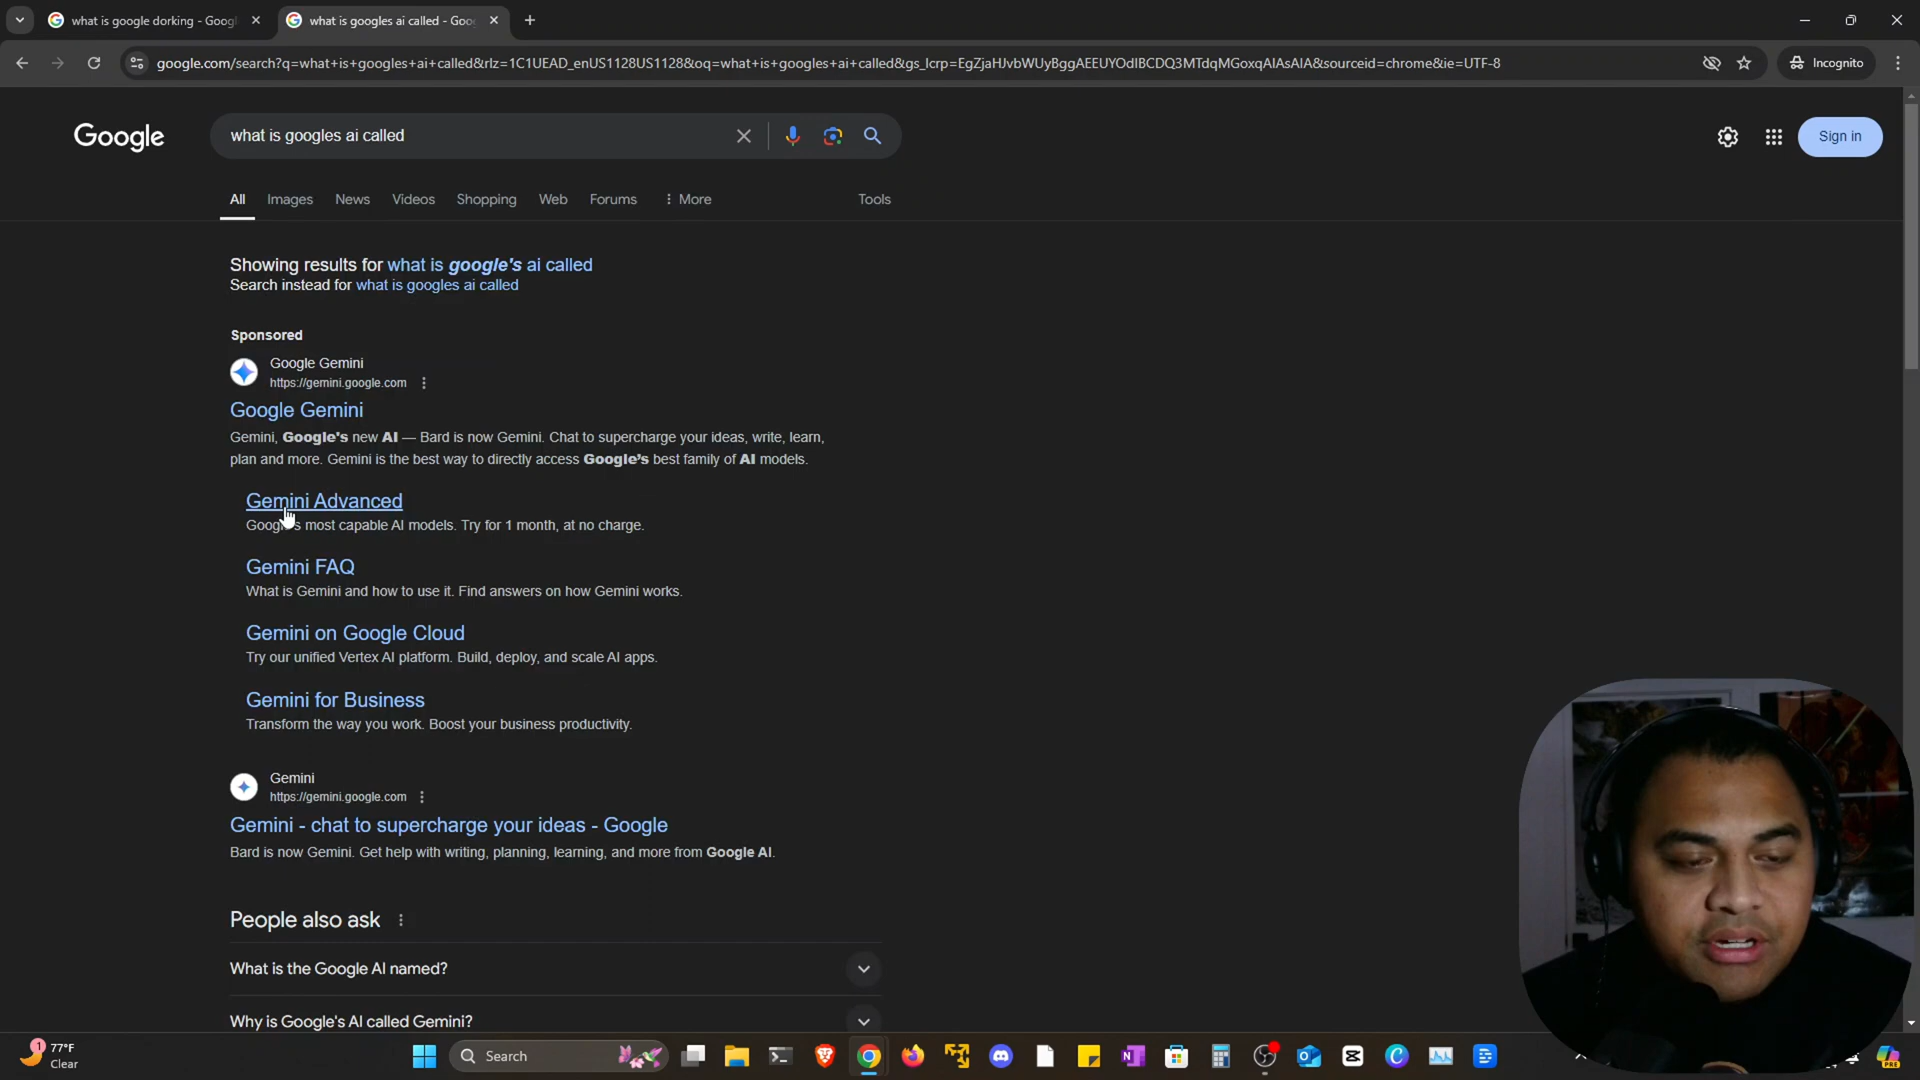 what is google dorking - Googl
what is googles ai called - Goo
google.com/search?q=what+is+googles+ai+called&rlz=1C1UEAD_enUS1128US1128&oq=what+is+googles+ai+called&gs_lcrp=EgZjaHJvbWUyBggAEEUYOdIBCDQ3MTdqMGoxqAIAsAIA&sourceid=chrome&ie=UTF-8
Incognito
Google
what is googles ai called
Sign in
All Images News Videos Shopping Web Forums More Tools
Showing results for what is google's ai called
Search instead for what is googles ai called
Sponsored
Google Gemini
https://gemini.google.com
Google Gemini
Gemini, Google's new AI — Bard is now Gemini. Chat to supercharge your ideas, write, learn,
plan and more. Gemini is the best way to directly access Google's best family of AI models.
Gemini Advanced
Google's most capable AI models. Try for 1 month, at no charge.
Gemini FAQ
What is Gemini and how to use it. Find answers on how Gemini works.
Gemini on Google Cloud
Try our unified Vertex AI platform. Build, deploy, and scale AI apps.
Gemini for Business
Transform the way you work. Boost your business productivity.
Gemini
https://gemini.google.com
Gemini - chat to supercharge your ideas - Google
Bard is now Gemini. Get help with writing, planning, learning, and more from Google AI.
People also ask
What is the Google AI named?
Why is Google's AI called Gemini?
1
77°F
Clear
Search
PRE